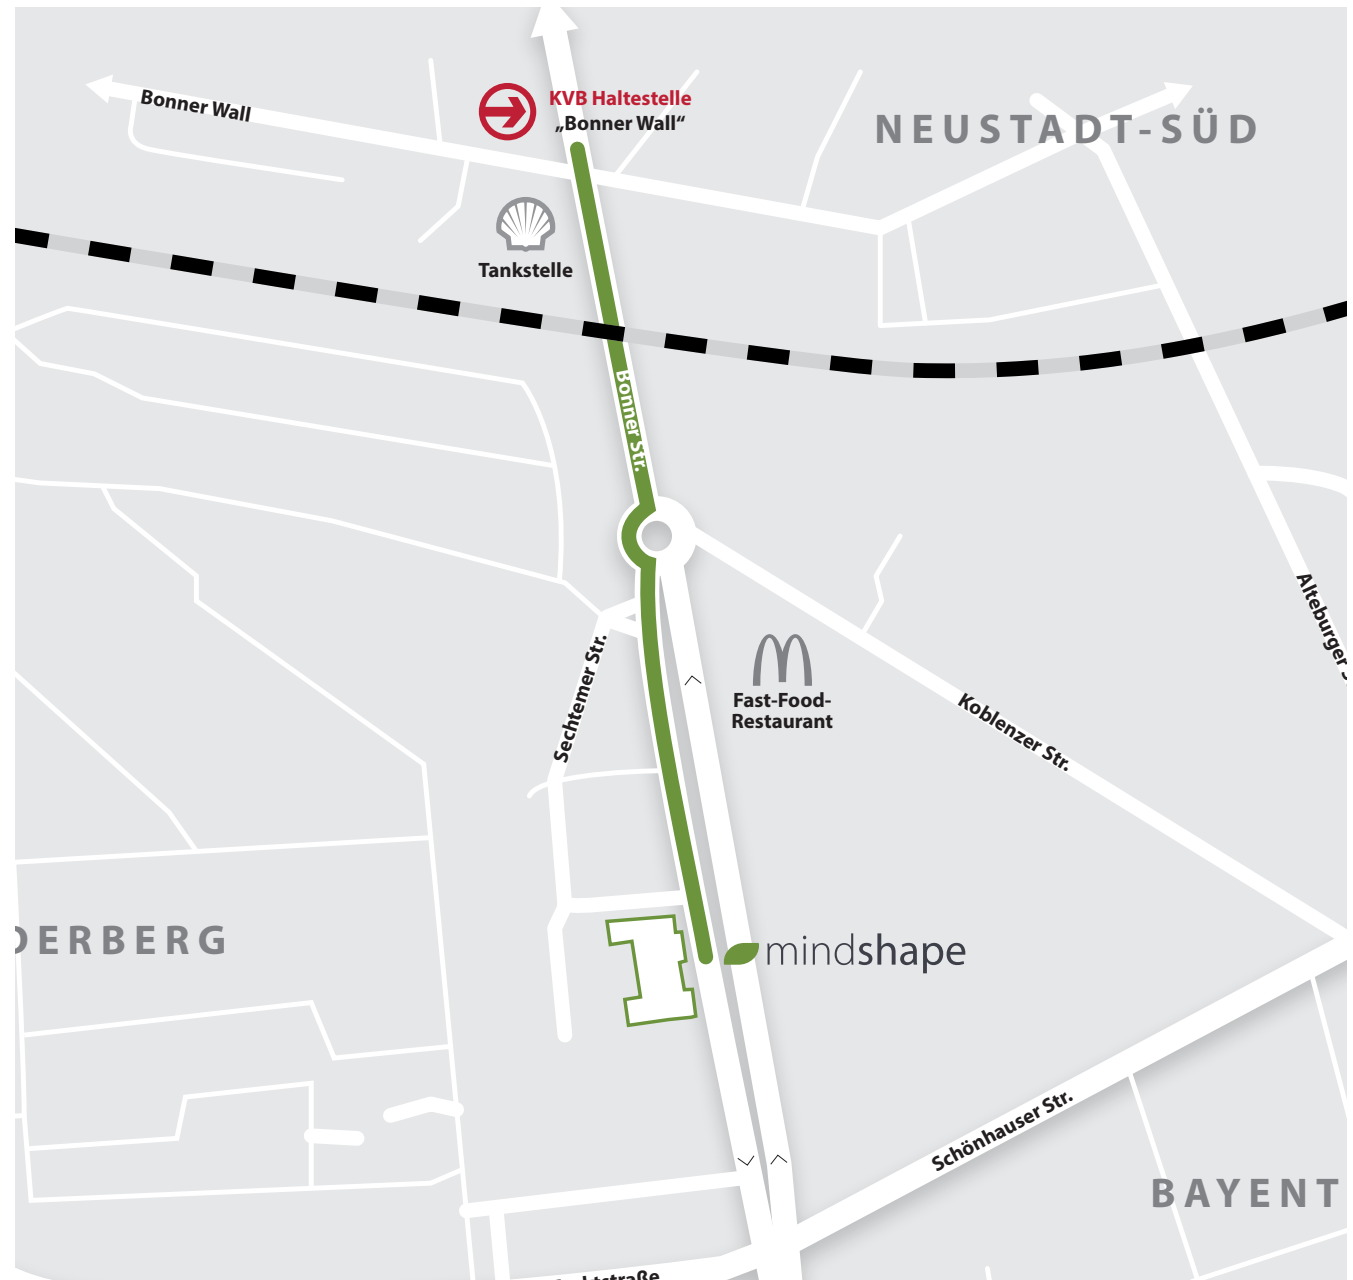 Bonner Wall
KVB Haltestelle
„Bonner Wall“
NEUSTADT-SÜD
Tankstelle
Bonner Str.
Alteburger
Sechtemer Str.
Fast-Food-
Restaurant
Koblenzer Str.
DERBERG
mindshape
Schönhauser Str.
BAYENT